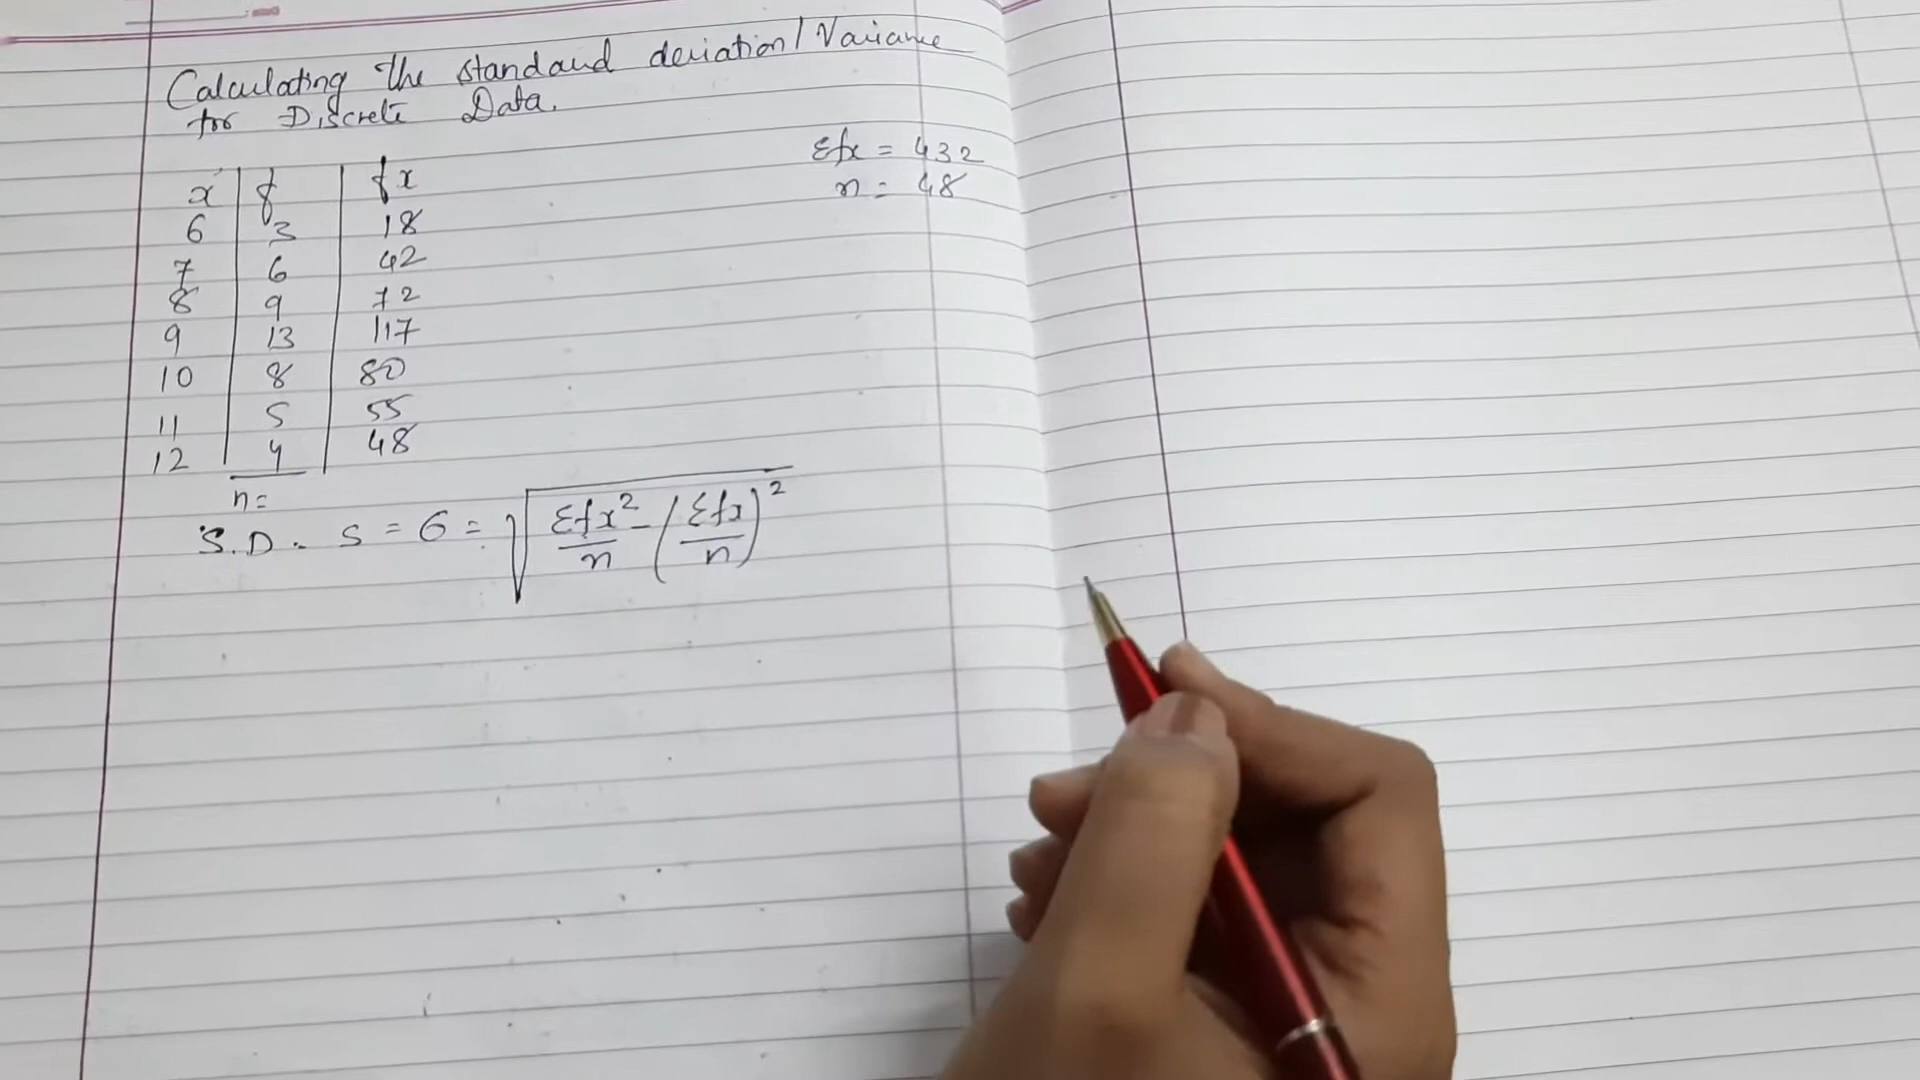 Calculating the standard deviation/Variance
for Discrete Data.
Σfx = 432
n = 48
x | f | fx
6 3 18
7 6 42
8 9 72
9 13 117
10 8 80
11 5 55
12 4 48
n =
S.D. s = 6 = √(Σfx²/n - (Σfx/n)²)